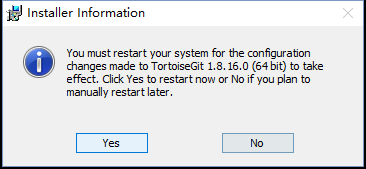 Installer Information
You must restart your system for the configuration
changes made to TortoiseGit 1.8.16.0 (64 bit) to take
effect. Click Yes to restart now or No if you plan to
manually restart later.
Yes
No